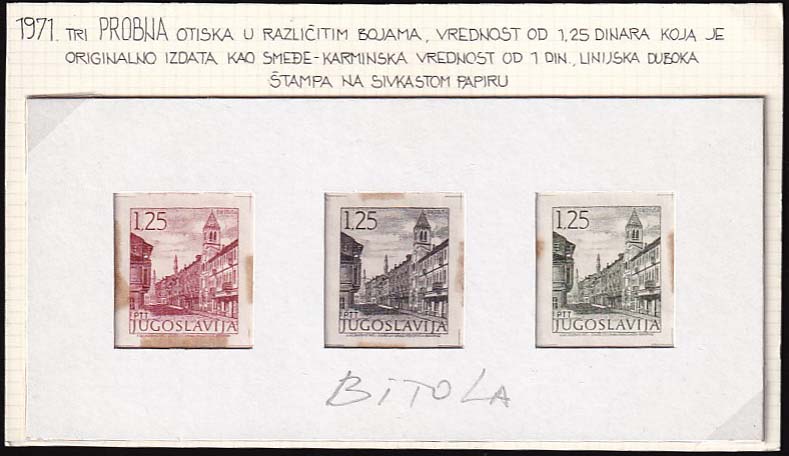 1971. TRI PROBNA OTISKA U RAZLIČITIM BOJAMA, VREDNOST OD 1,25 DINARA KOJA JE
ORIGINALNO IZDATA KAO SMEĐE-KARMINSKA VREDNOST OD 1 DIN., LINIJSKA DUBOKA
ŠTAMPA NA SIVKASTOM PAPIRU
1,25
PTT
JUGOSLAVIJA
1,25
PTT
JUGOSLAVIJA
1,25
PTT
JUGOSLAVIJA
BITOLA